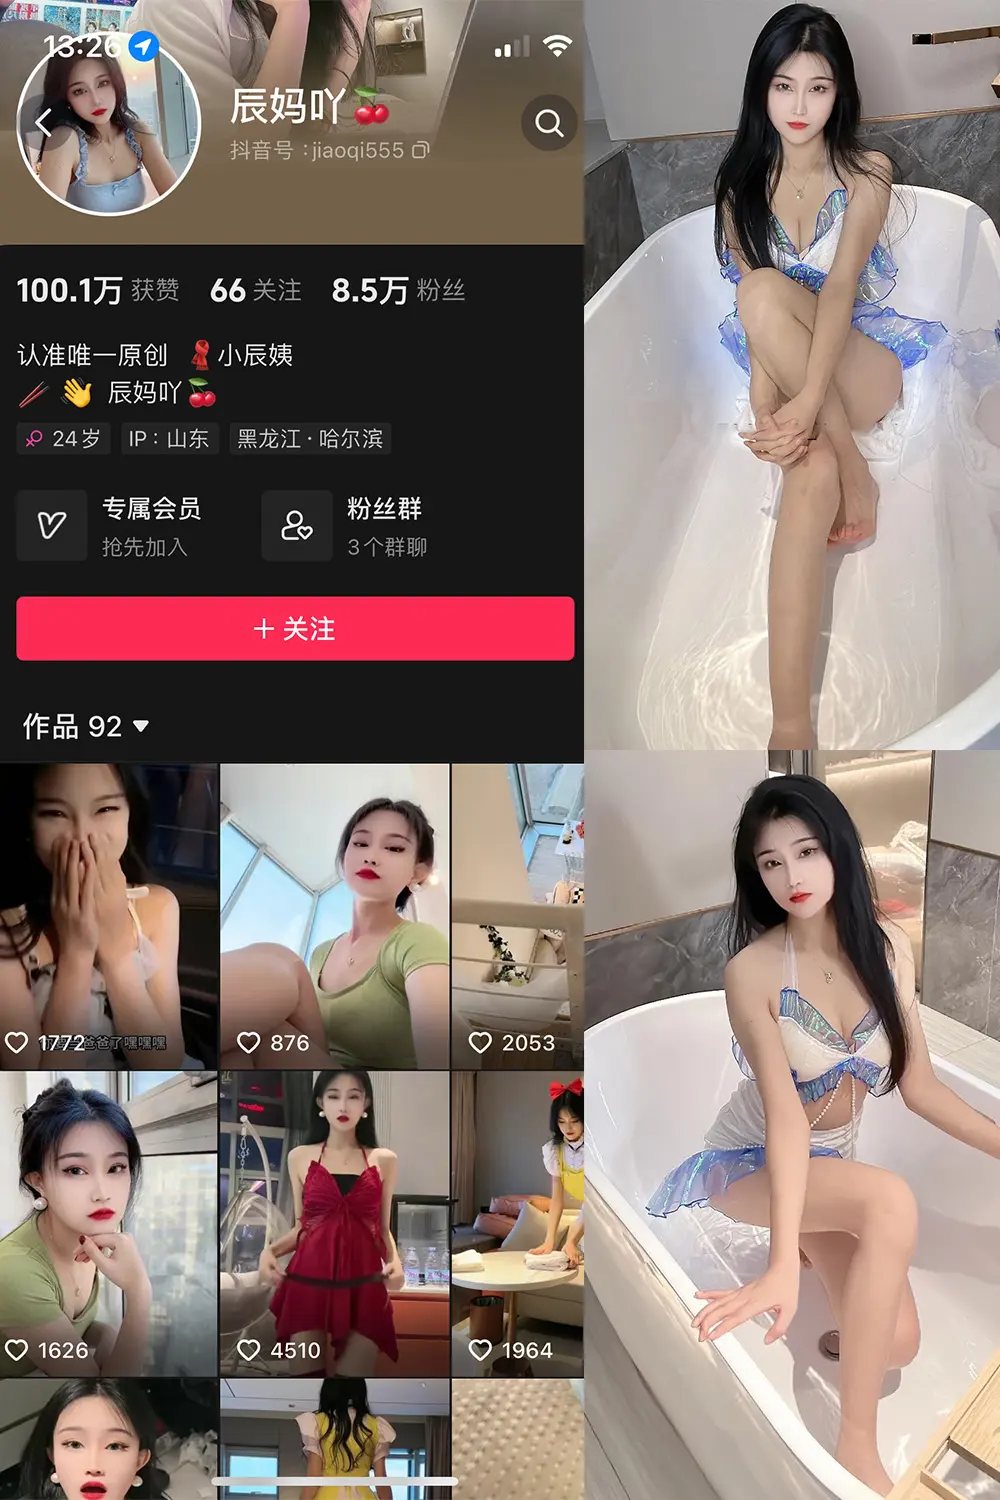 13:26
辰妈吖🍒
抖音号：jiaoqi555
100.1万 获赞 66 关注 8.5万 粉丝
认准唯一原创 🧣小辰姨
🥢 👋 辰妈吖🍒
♀ 24岁 IP：山东 黑龙江·哈尔滨
专属会员 粉丝群
抢先加入 3个群聊
+ 关注
作品 92
1772 876 2053
爸爸了嘿嘿嘿
1626 4510 1964